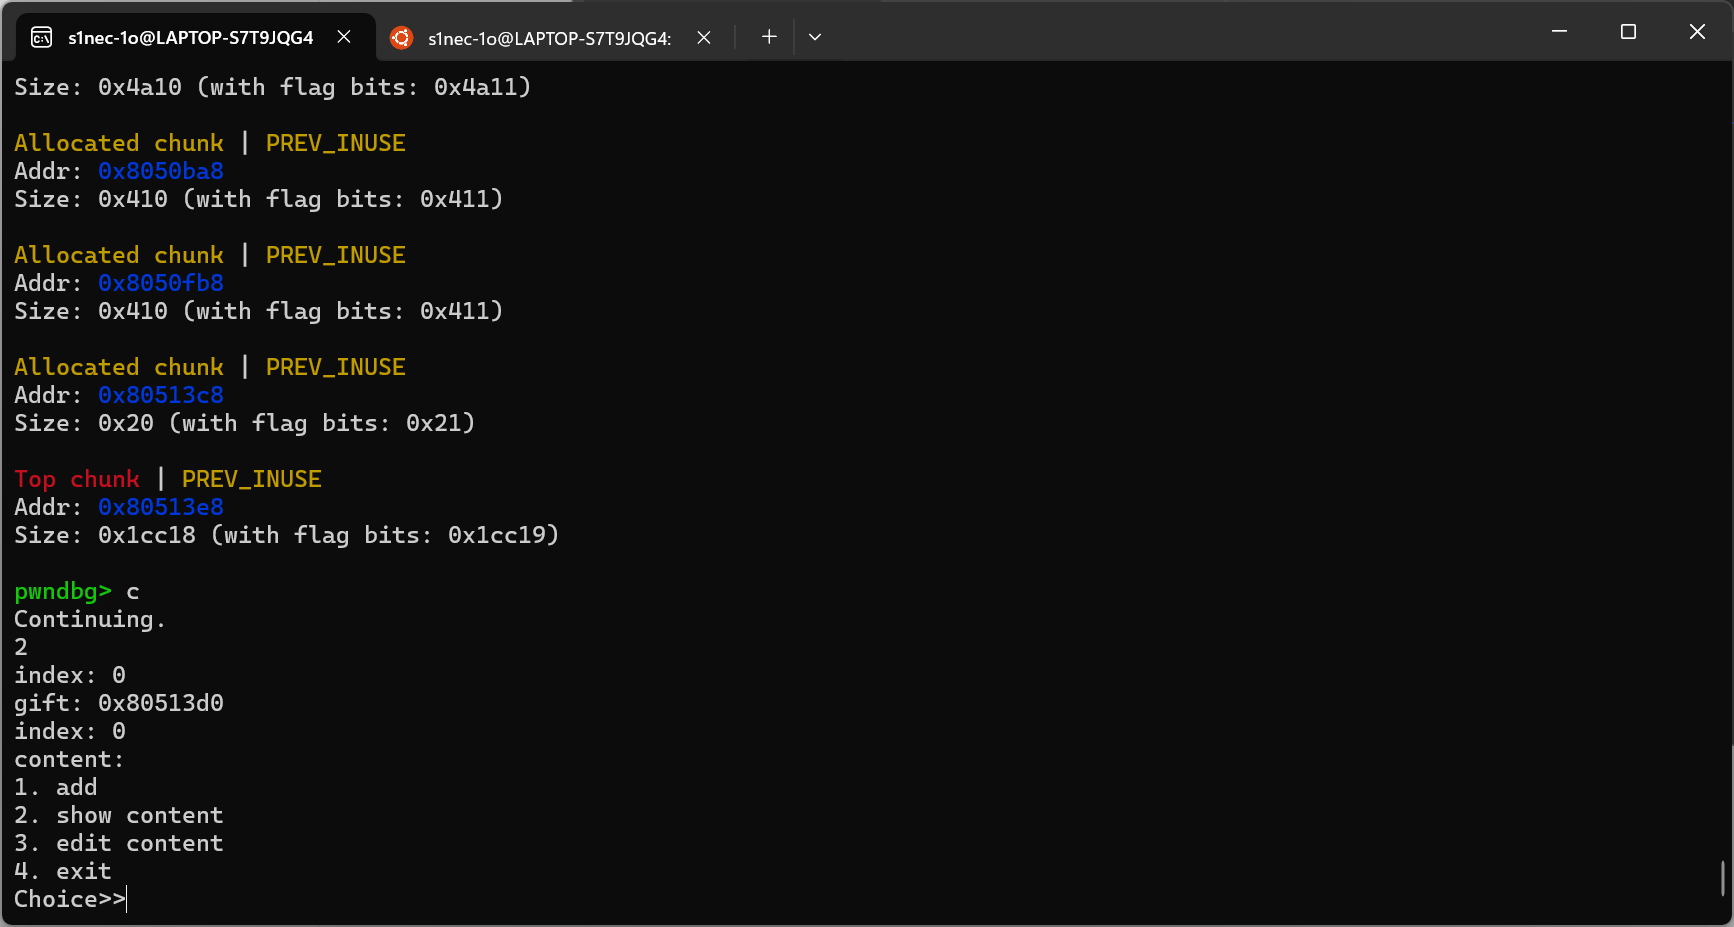 s1nec-1o@LAPTOP-S7T9JQG4
s1nec-1o@LAPTOP-S7T9JQG4:
Size: 0x4a10 (with flag bits: 0x4a11)
Allocated chunk | PREV_INUSE
Addr: 0x8050ba8
Size: 0x410 (with flag bits: 0x411)
Allocated chunk | PREV_INUSE
Addr: 0x8050fb8
Size: 0x410 (with flag bits: 0x411)
Allocated chunk | PREV_INUSE
Addr: 0x80513c8
Size: 0x20 (with flag bits: 0x21)
Top chunk | PREV_INUSE
Addr: 0x80513e8
Size: 0x1cc18 (with flag bits: 0x1cc19)
pwndbg> c
Continuing.
2
index: 0
gift: 0x80513d0
index: 0
content:
1. add
2. show content
3. edit content
4. exit
Choice>>